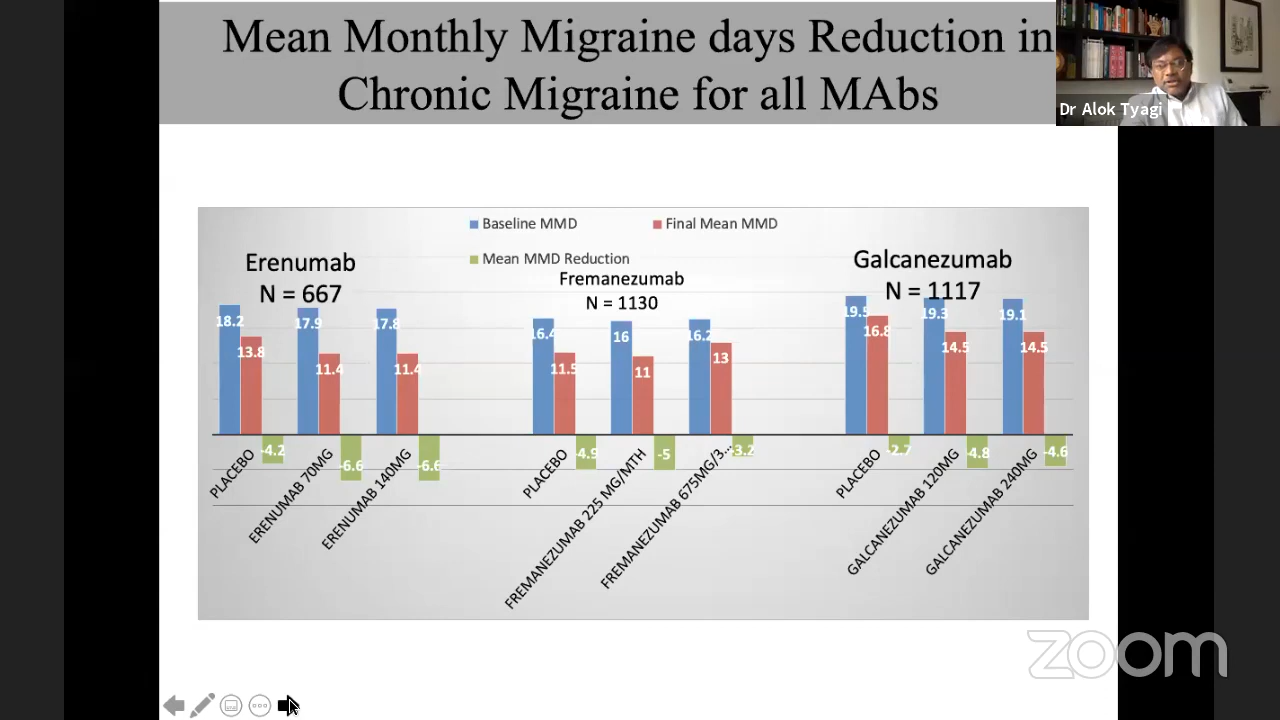 Mean Monthly Migraine days Reduction in
Chronic Migraine for all MAbs
Dr Alok Tyagi
Baseline MMD
Final Mean MMD
Mean MMD Reduction
Erenumab
N = 667
Fremanezumab
N = 1130
Galcanezumab
N = 1117
18.2
13.8
-4.2
17.9
11.4
-6.6
17.8
11.4
-6.6
16.4
11.5
-4.9
16
11
-5
16.2
13
-3.2
19.5
16.8
-2.7
19.3
14.5
-4.8
19.1
14.5
-4.6
PLACEBO
ERENUMAB 70MG
ERENUMAB 140MG
PLACEBO
FREMANEZUMAB 225 MG/MTH
FREMANEZUMAB 675MG/3...
PLACEBO
GALCANEZUMAB 120MG
GALCANEZUMAB 240MG
zoom